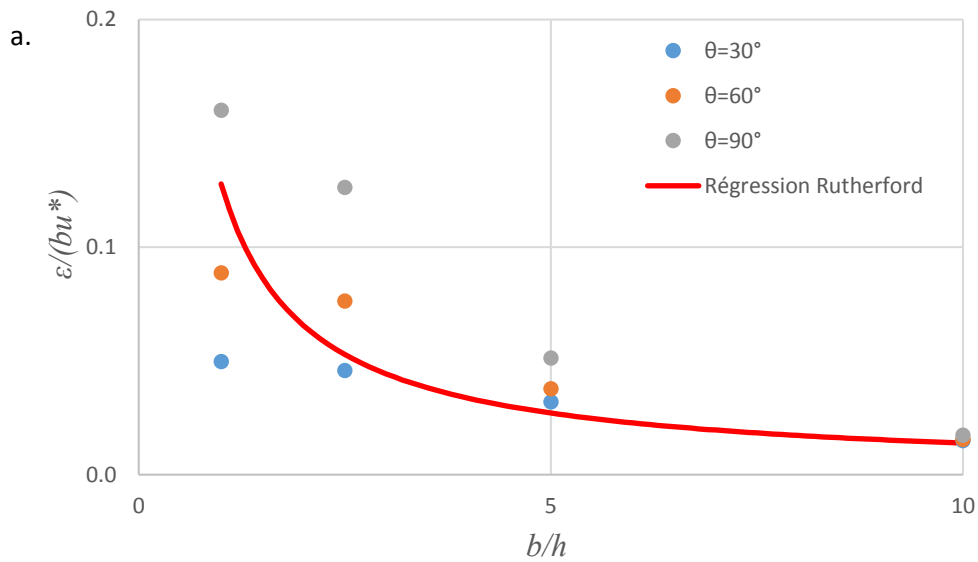 a.
0.2
θ=30°
θ=60°
θ=90°
Régression Rutherford
ε/(bu*)
0.1
0.0
0
5
10
b/h